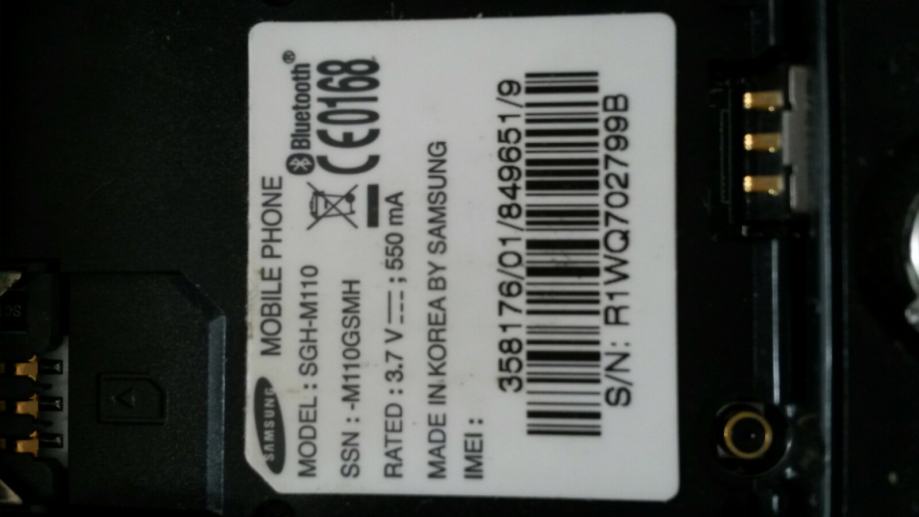 SAMSUNG MOBILE PHONE
MODEL : SGH-M110 Bluetooth®
SSN : -M110GSMH CE0168
RATED : 3.7 V ; 550 mA
MADE IN KOREA BY SAMSUNG
IMEI :
358176/01/849651/9
S/N: R1WQ702799B